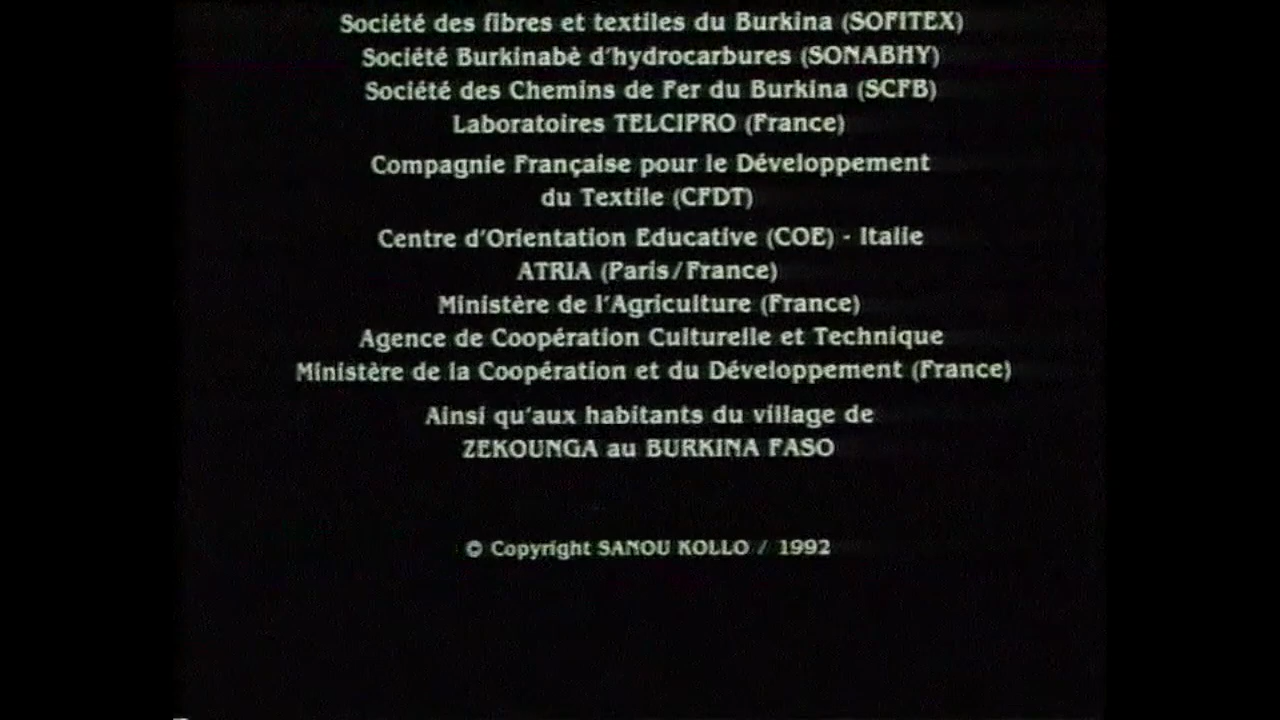 Société des fibres et textiles du Burkina (SOFITEX)
Société Burkinabè d'hydrocarbures (SONABHY)
Société des Chemins de Fer du Burkina (SCFB)
Laboratoires TELCIPRO (France)
Compagnie Française pour le Développement
du Textile (CFDT)
Centre d'Orientation Educative (COE) - Italie
ATRIA (Paris/France)
Ministère de l'Agriculture (France)
Agence de Coopération Culturelle et Technique
Ministère de la Coopération et du Développement (France)
Ainsi qu'aux habitants du village de
ZEKOUNGA au BURKINA FASO
© Copyright SANOU KOLLO / 1992